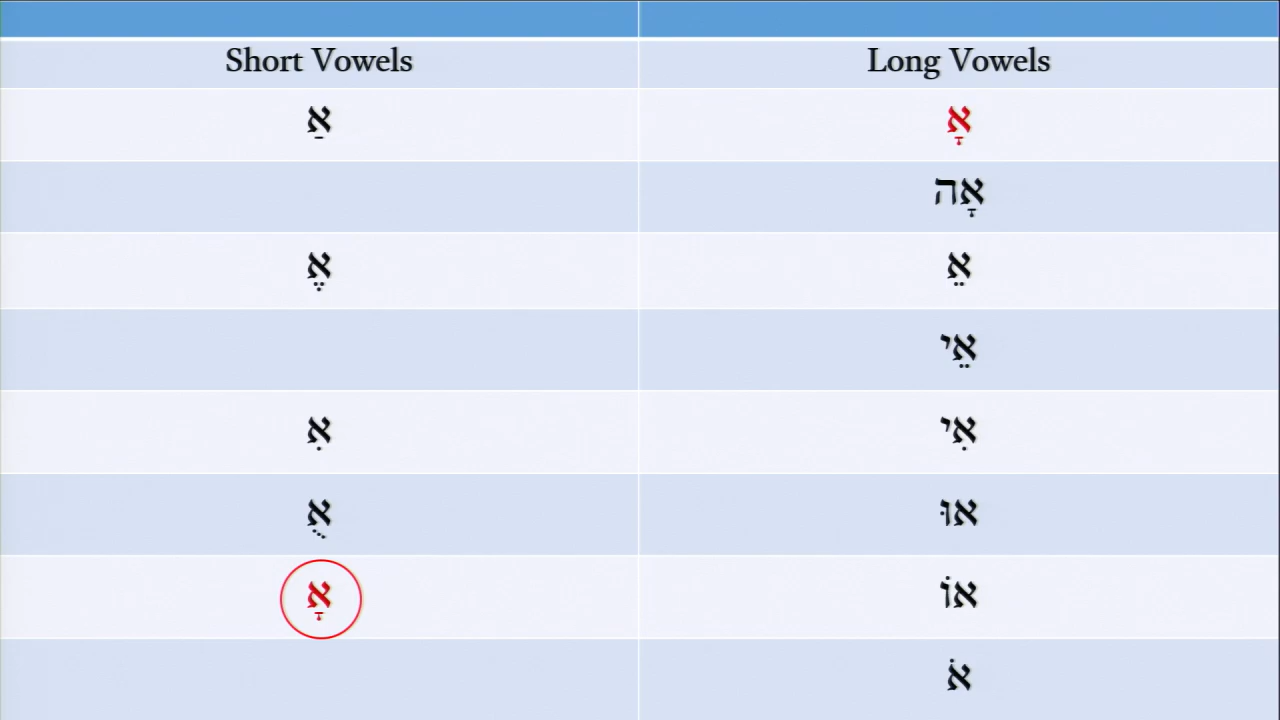 Short Vowels Long Vowels
אַ אָ
אָה
אֶ אֵ
אֵי
אִ אִי
אֻ אוּ
אָ אוֹ
אֹ